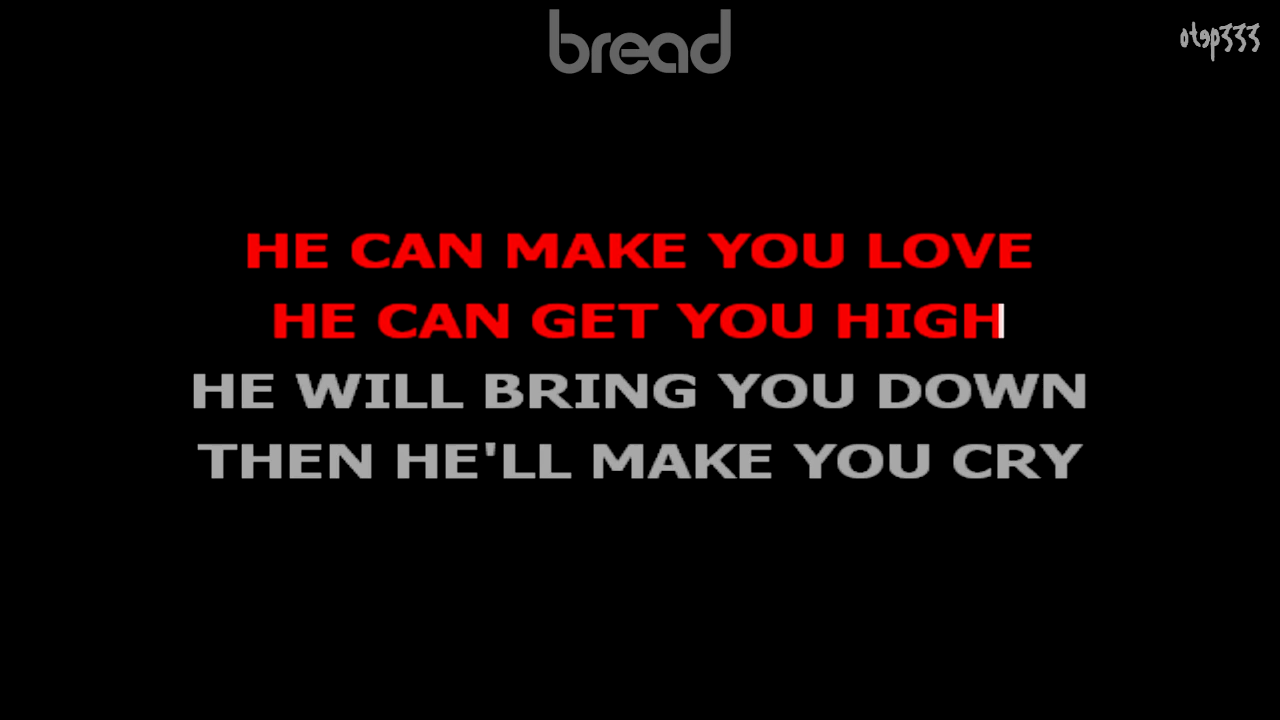 bread
otep333
HE CAN MAKE YOU LOVE
HE CAN GET YOU HIGH
HE WILL BRING YOU DOWN
THEN HE'LL MAKE YOU CRY